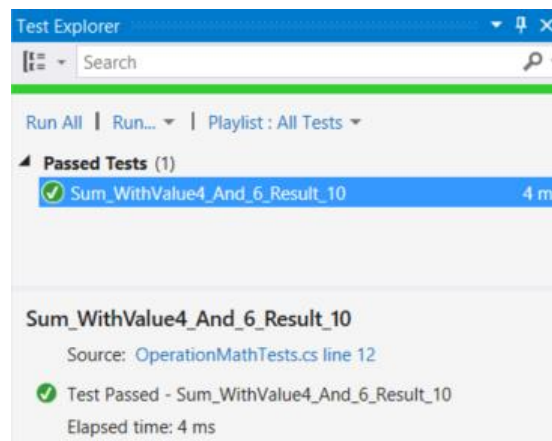 Test Explorer
Search
Run All | Run... | Playlist : All Tests
Passed Tests (1)
Sum_WithValue4_And_6_Result_10 4 m
Sum_WithValue4_And_6_Result_10
Source: OperationMathTests.cs line 12
Test Passed - Sum_WithValue4_And_6_Result_10
Elapsed time: 4 ms